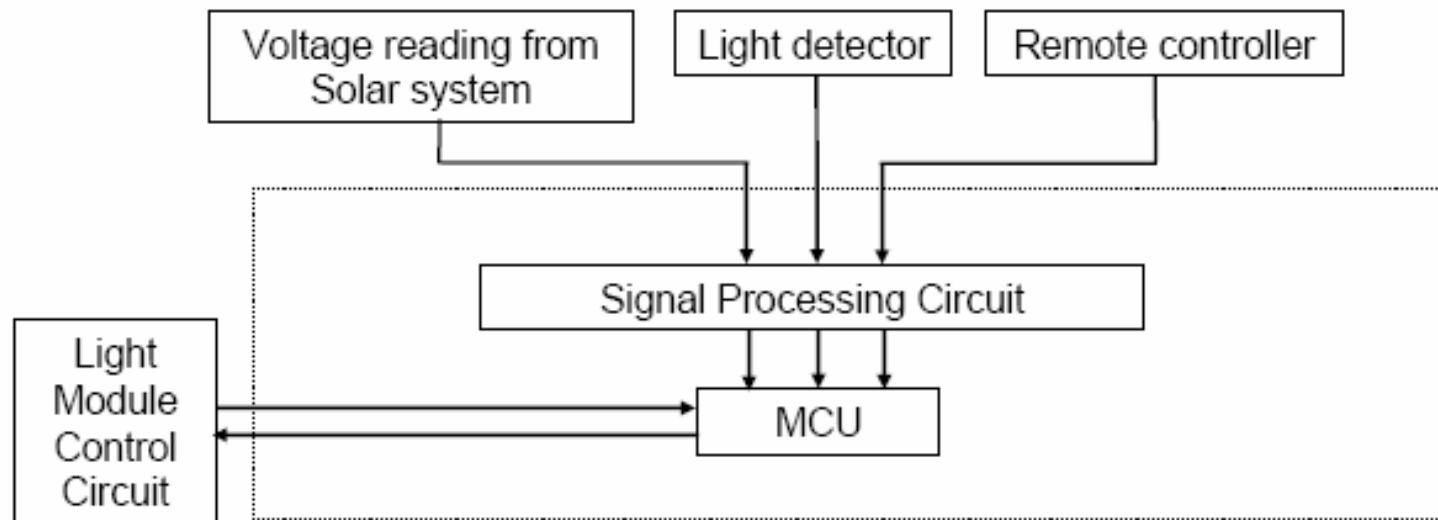 Voltage reading from
Solar system
Light detector
Remote controller
Signal Processing Circuit
MCU
Light
Module
Control
Circuit